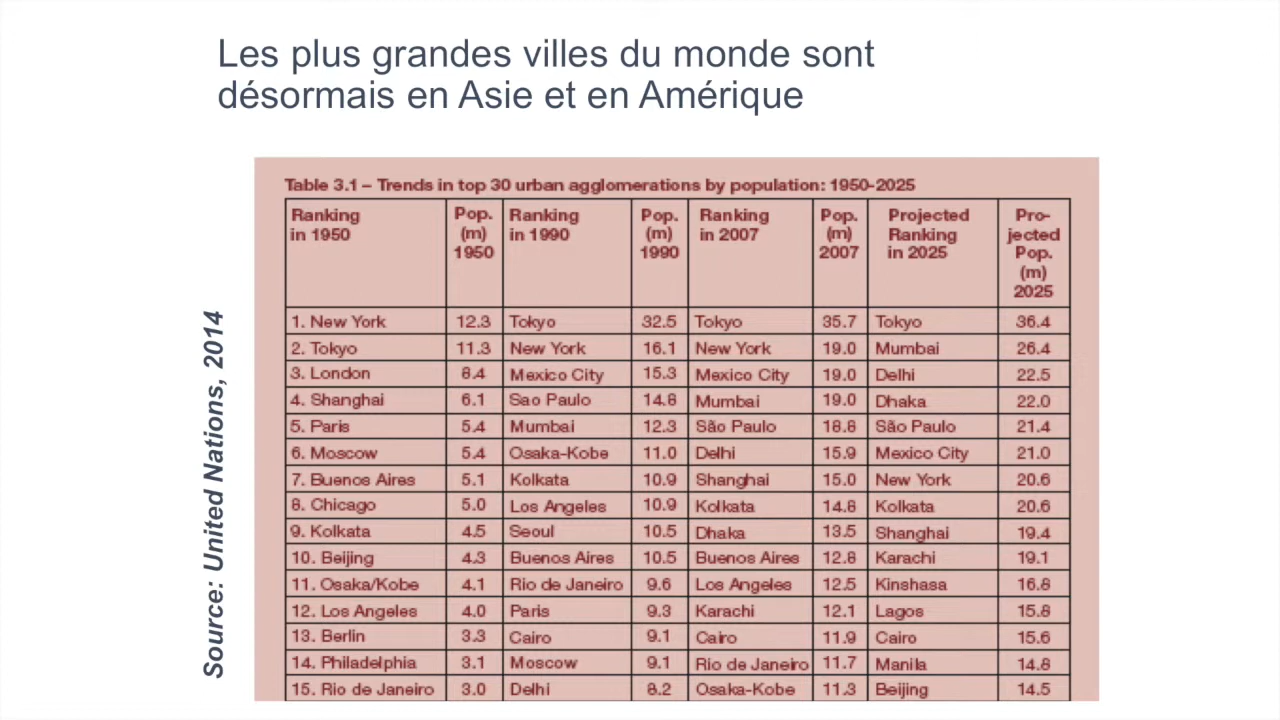 Les plus grandes villes du monde sont
désormais en Asie et en Amérique
Source: United Nations, 2014
Table 3.1 – Trends in top 30 urban agglomerations by population: 1950-2025
Ranking in 1950 Pop. (m) 1950 Ranking in 1990 Pop. (m) 1990 Ranking in 2007 Pop. (m) 2007 Projected Ranking in 2025 Pro-jected Pop. (m) 2025
1. New York 12.3 Tokyo 32.5 Tokyo 35.7 Tokyo 36.4
2. Tokyo 11.3 New York 16.1 New York 19.0 Mumbai 26.4
3. London 8.4 Mexico City 15.3 Mexico City 19.0 Delhi 22.5
4. Shanghai 6.1 Sao Paulo 14.8 Mumbai 19.0 Dhaka 22.0
5. Paris 5.4 Mumbai 12.3 São Paulo 18.8 São Paulo 21.4
6. Moscow 5.4 Osaka-Kobe 11.0 Delhi 15.9 Mexico City 21.0
7. Buenos Aires 5.1 Kolkata 10.9 Shanghai 15.0 New York 20.6
8. Chicago 5.0 Los Angeles 10.9 Kolkata 14.8 Kolkata 20.6
9. Kolkata 4.5 Seoul 10.5 Dhaka 13.5 Shanghai 19.4
10. Beijing 4.3 Buenos Aires 10.5 Buenos Aires 12.8 Karachi 19.1
11. Osaka/Kobe 4.1 Rio de Janeiro 9.6 Los Angeles 12.5 Kinshasa 16.8
12. Los Angeles 4.0 Paris 9.3 Karachi 12.1 Lagos 15.8
13. Berlin 3.3 Cairo 9.1 Cairo 11.9 Cairo 15.6
14. Philadelphia 3.1 Moscow 9.1 Rio de Janeiro 11.7 Manila 14.8
15. Rio de Janeiro 3.0 Delhi 8.2 Osaka-Kobe 11.3 Beijing 14.5